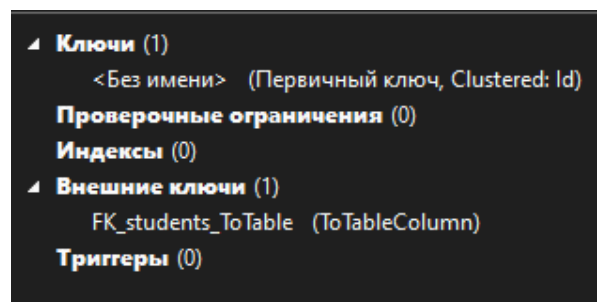 Ключи (1)
<Без имени> (Первичный ключ, Clustered: Id)
Проверочные ограничения (0)
Индексы (0)
Внешние ключи (1)
FK_students_ToTable (ToTableColumn)
Триггеры (0)